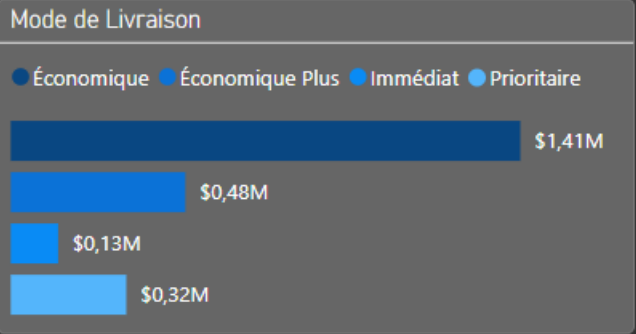 Mode de Livraison
Économique Économique Plus Immédiat Prioritaire
$1,41M
$0,48M
$0,13M
$0,32M